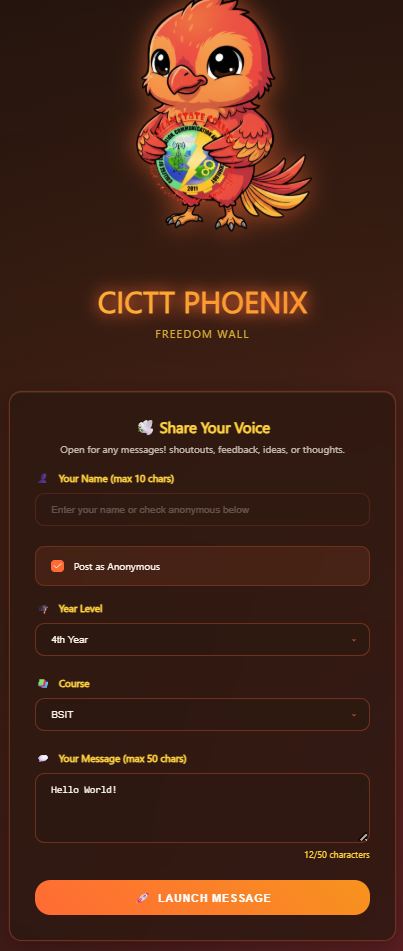 2011
CICTT PHOENIX
FREEDOM WALL
Share Your Voice
Open for any messages! shoutouts, feedback, ideas, or thoughts.
Your Name (max 10 chars)
Enter your name or check anonymous below
Post as Anonymous
Year Level
4th Year
Course
BSIT
Your Message (max 50 chars)
Hello World!
12/50 characters
LAUNCH MESSAGE